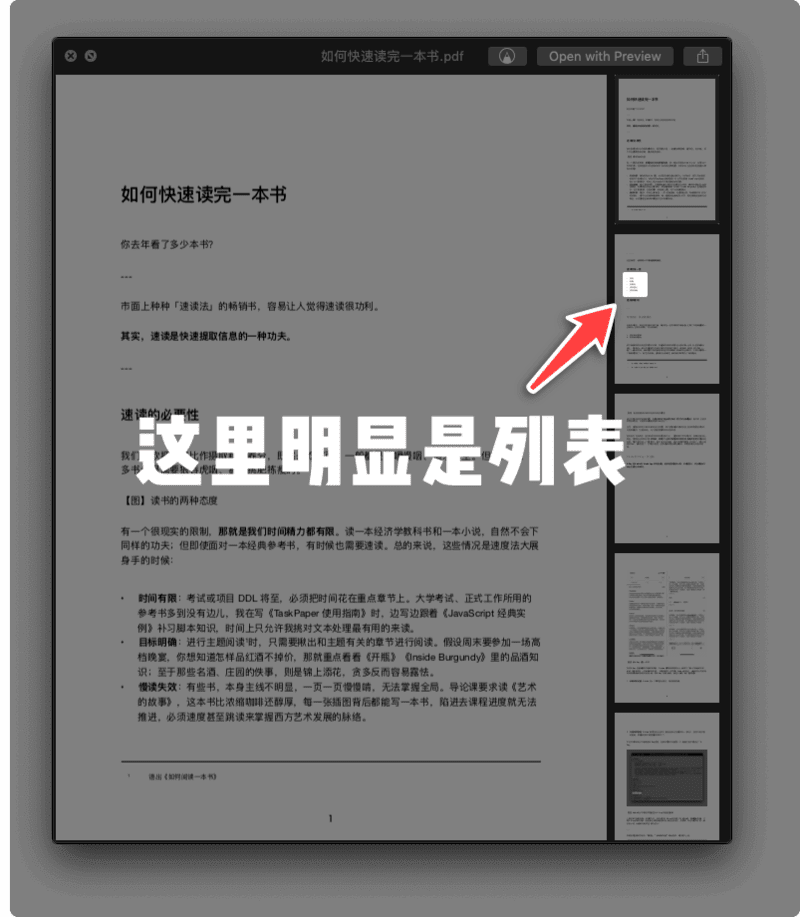 如何快速读完一本书.pdf
Open with Preview
如何快速读完一本书
你去年看了多少本书？
---
市面上种种「速读法」的畅销书，容易让人觉得速读很功利。
其实，速读是快速提取信息的一种功夫。
---
速读的必要性
这里明显是列表
【图】读书的两种态度
有一个很现实的限制，那就是我们时间精力都有限。读一本经济学教科书和一本小说，自然不会下
同样的功夫；但即使面对一本经典参考书，有时候也需要速读。总的来说，这些情况是速度法大展
身手的时候：
• 时间有限：考试或项目 DDL 将至，必须把时间花在重点章节上。大学考试、正式工作所用的
参考书多到没有边儿，我在写《TaskPaper 使用指南》时，边写边跟着《JavaScript 经典实
例》补习脚本知识，时间上只允许我挑对文本处理最有用的来读。
• 目标明确：进行主题阅读¹时，只需要揪出和主题有关的章节进行阅读。假设周末要参加一场高
档晚宴，你想知道怎样品红酒不掉价，那就重点看看《开瓶》《Inside Burgundy》里的品酒知
识；至于那些名酒、庄园的佚事，则是锦上添花，贪多反而容易露怯。
• 慢读失效：有些书，本身主线不明显，一页一页慢慢啃，无法掌握全局。导论课要求读《艺术
的故事》，这本书比浓缩咖啡还醇厚，每一张插图背后都能写一本书，陷进去课程进度就无法
推进，必须速度甚至跳读来掌握西方艺术发展的脉络。
1 语出《如何阅读一本书》
1